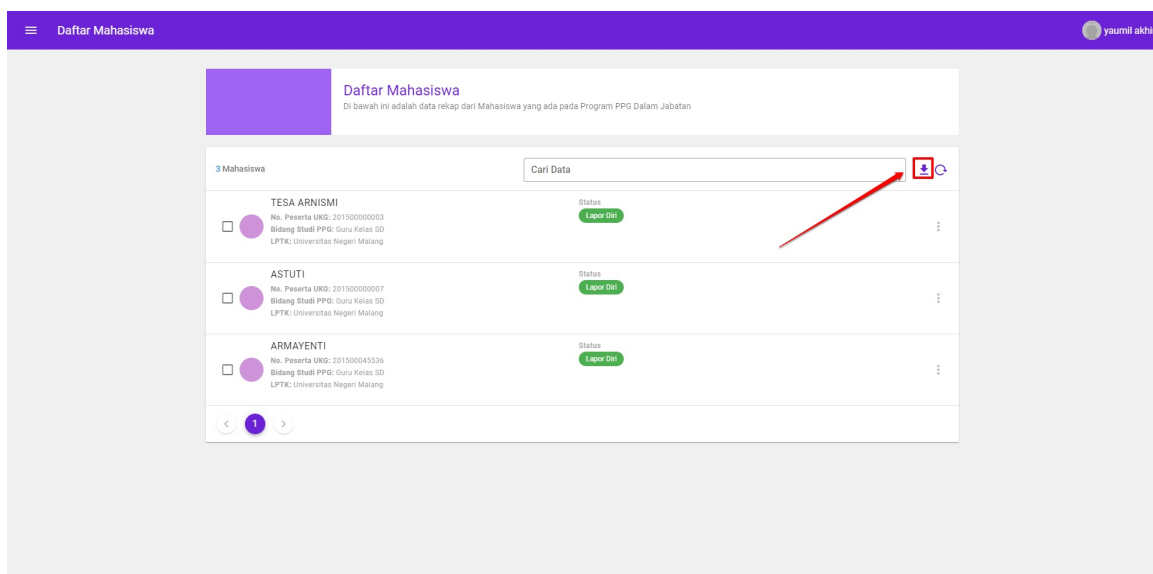 Daftar Mahasiswa
yaumil akhi
Daftar Mahasiswa
Di bawah ini adalah data rekap dari Mahasiswa yang ada pada Program PPG Dalam Jabatan
3 Mahasiswa
Cari Data
TESA ARNISMI
Status
No. Peserta UKG: 201500000003
Lapor Diri
Bidang Studi PPG: Guru Kelas SD
LPTK: Universitas Negeri Malang
ASTUTI
Status
No. Peserta UKG: 201500000007
Lapor Diri
Bidang Studi PPG: Guru Kelas SD
LPTK: Universitas Negeri Malang
ARMAYENTI
Status
No. Peserta UKG: 201500045536
Lapor Diri
Bidang Studi PPG: Guru Kelas SD
LPTK: Universitas Negeri Malang
1